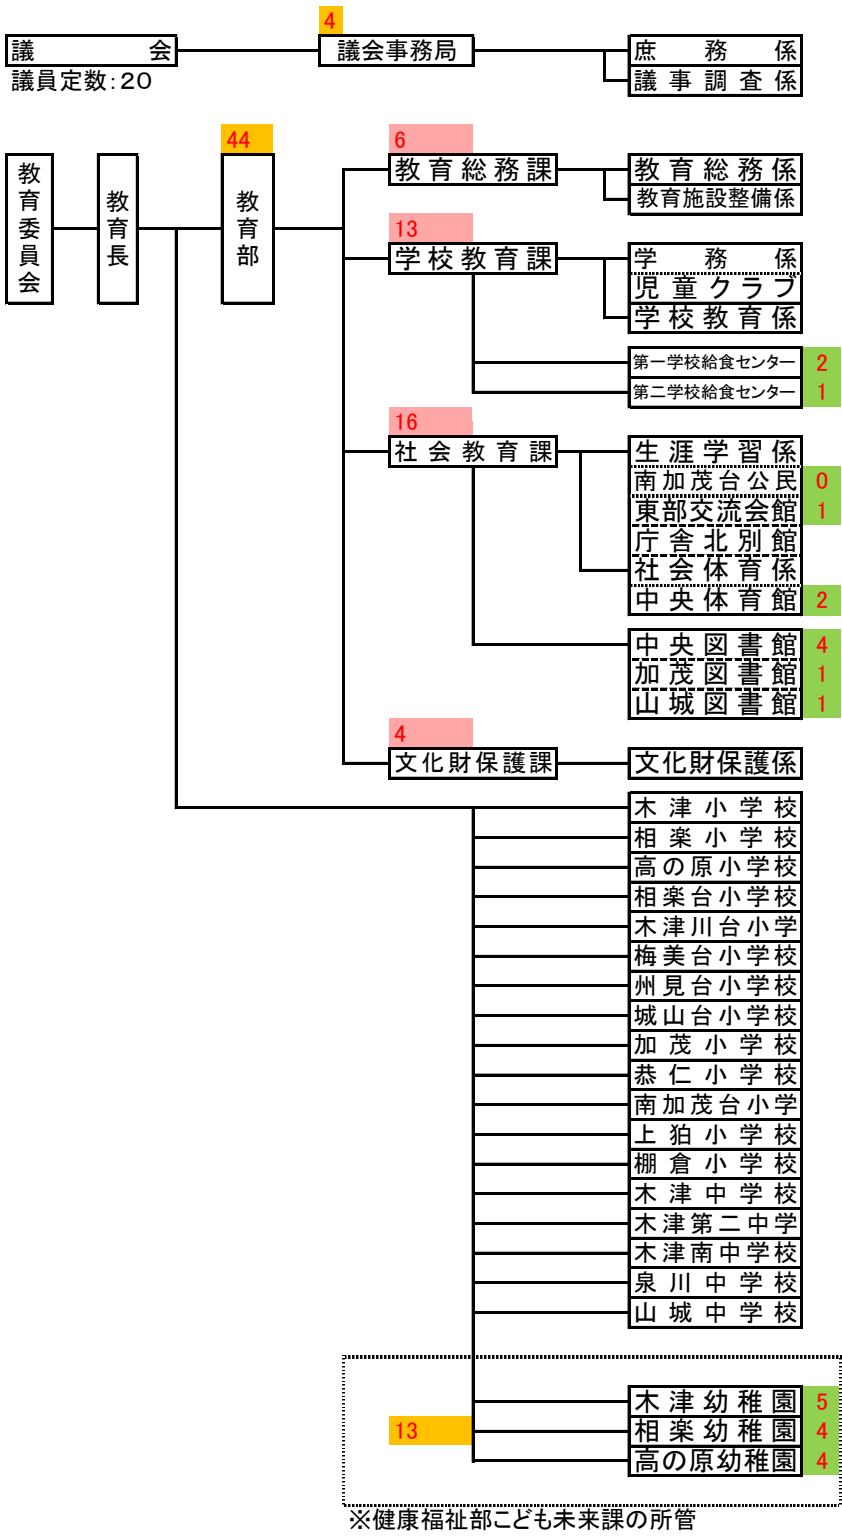 4
議会 議会事務局 庶務係
議員定数:20 議事調査係
44 6
教育委員会 教育長 教育部 教育総務課 教育総務係
教育施設整備係
13
学校教育課 学務係
児童クラブ
学校教育係
第一学校給食センター 2
第二学校給食センター 1
16
社会教育課 生涯学習係
南加茂台公民 0
東部交流会館 1
庁舎北別館
社会体育係
中央体育館 2
中央図書館 4
加茂図書館 1
山城図書館 1
4
文化財保護課 文化財保護係
木津小学校
相楽小学校
高の原小学校
相楽台小学校
木津川台小学
梅美台小学校
州見台小学校
城山台小学校
加茂小学校
恭仁小学校
南加茂台小学
上狛小学校
棚倉小学校
木津中学校
木津第二中学
木津南中学校
泉川中学校
山城中学校
木津幼稚園 5
13 相楽幼稚園 4
高の原幼稚園 4
※健康福祉部こども未来課の所管